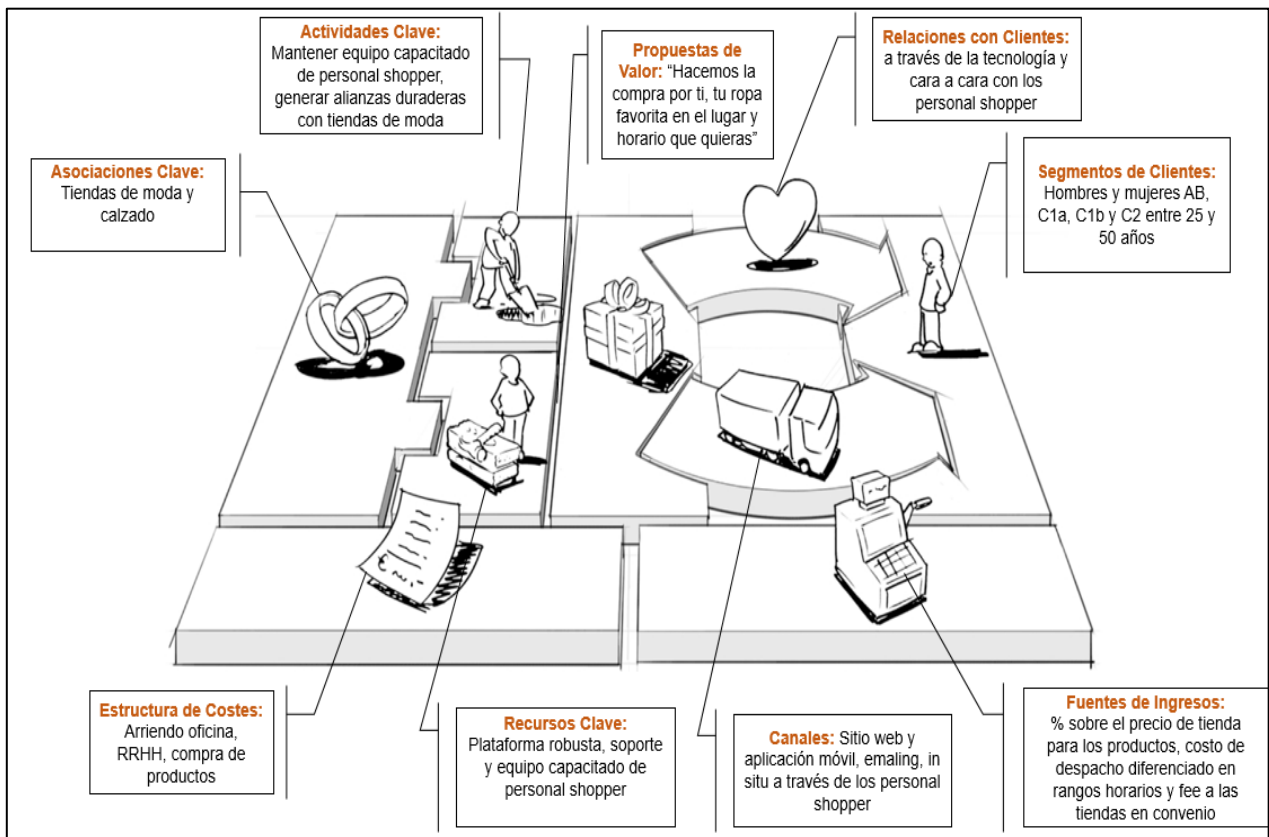 Actividades Clave:
Mantener equipo capacitado
de personal shopper,
generar alianzas duraderas
con tiendas de moda
Propuestas de
Valor: “Hacemos la
compra por ti, tu ropa
favorita en el lugar y
horario que quieras”
Relaciones con Clientes:
a través de la tecnología y
cara a cara con los
personal shopper
Asociaciones Clave:
Tiendas de moda y
calzado
Segmentos de Clientes:
Hombres y mujeres AB,
C1a, C1b y C2 entre 25 y
50 años
Estructura de Costes:
Arriendo oficina,
RRHH, compra de
productos
Recursos Clave:
Plataforma robusta, soporte
y equipo capacitado de
personal shopper
Canales: Sitio web y
aplicación móvil, emaling, in
situ a través de los personal
shopper
Fuentes de Ingresos:
% sobre el precio de tienda
para los productos, costo de
despacho diferenciado en
rangos horarios y fee a las
tiendas en convenio